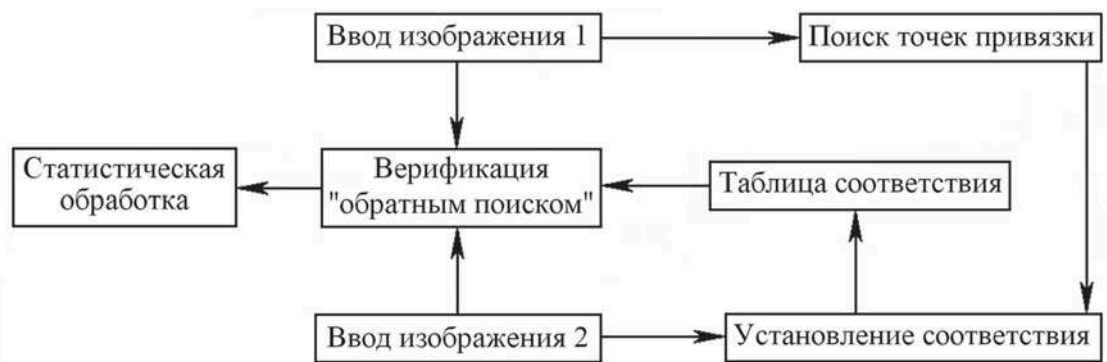 Ввод изображения 1
Поиск точек привязки
Статистическая
обработка
Верификация
"обратным поиском"
Таблица соответствия
Ввод изображения 2
Установление соответствия